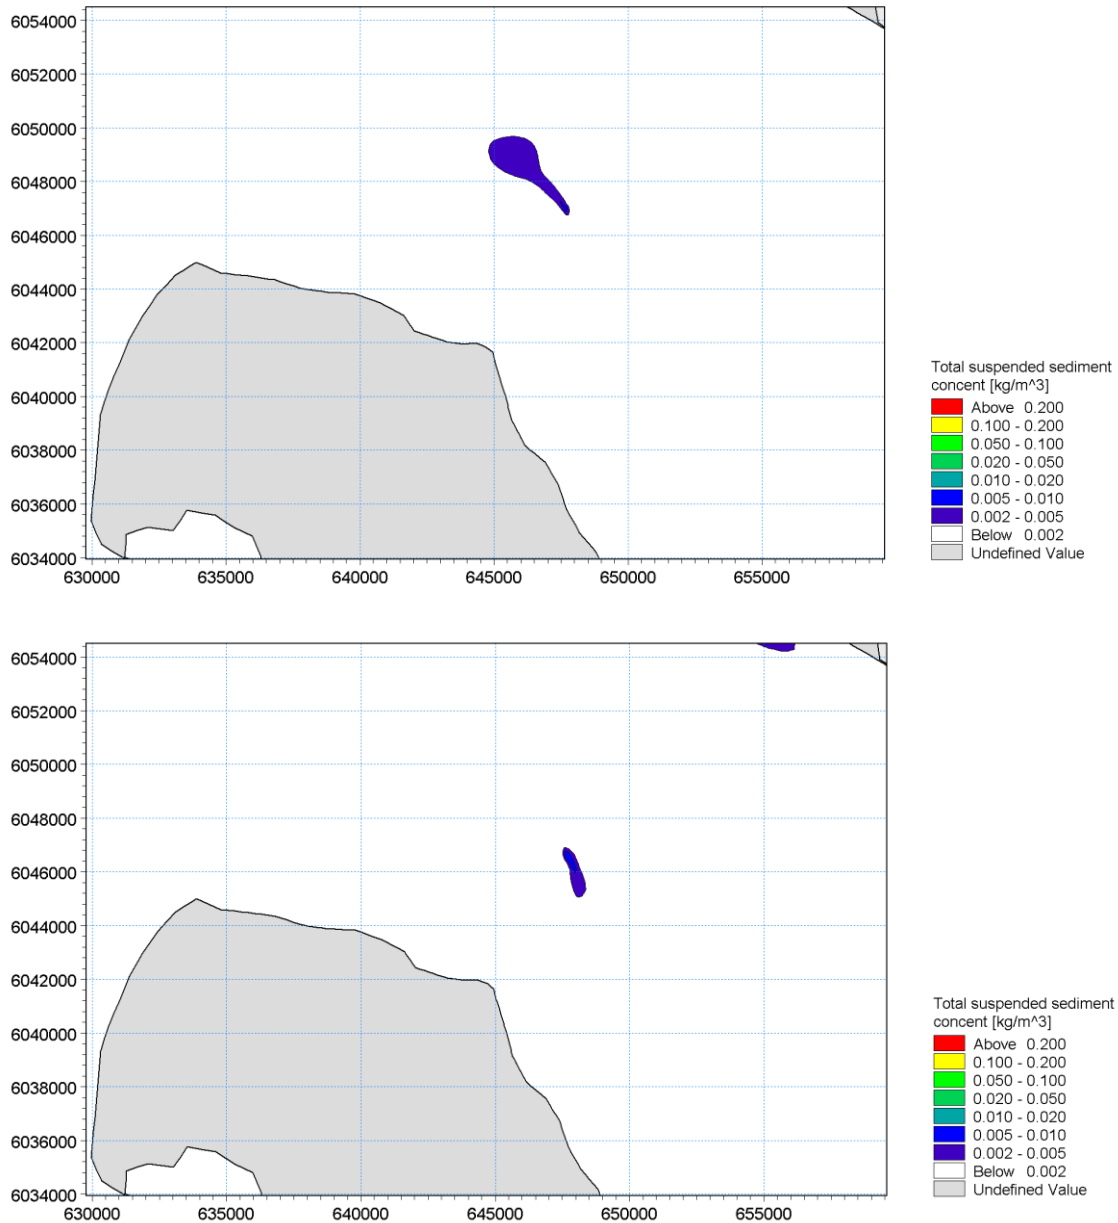 6054000
6052000
6050000
6048000
6046000
6044000
6042000
6040000
6038000
6036000
6034000
630000 635000 640000 645000 650000 655000
Total suspended sediment
concent [kg/m^3]
Above 0.200
0.100 - 0.200
0.050 - 0.100
0.020 - 0.050
0.010 - 0.020
0.005 - 0.010
0.002 - 0.005
Below 0.002
Undefined Value
6054000
6052000
6050000
6048000
6046000
6044000
6042000
6040000
6038000
6036000
6034000
630000 635000 640000 645000 650000 655000
Total suspended sediment
concent [kg/m^3]
Above 0.200
0.100 - 0.200
0.050 - 0.100
0.020 - 0.050
0.010 - 0.020
0.005 - 0.010
0.002 - 0.005
Below 0.002
Undefined Value